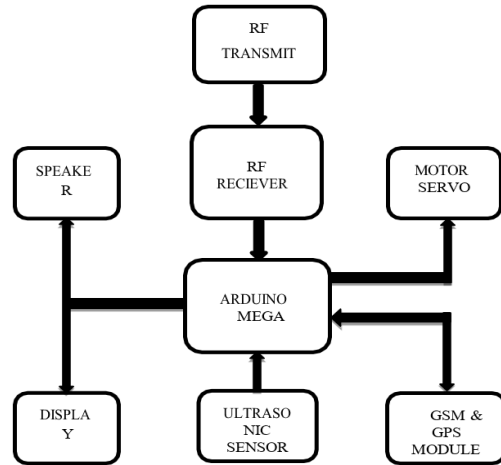 RF
TRANSMIT
SPEAKE
R
RF
RECIEVER
MOTOR
SERVO
ARDUINO
MEGA
DISPLA
Y
ULTRASO
NIC
SENSOR
GSM &
GPS
MODULE